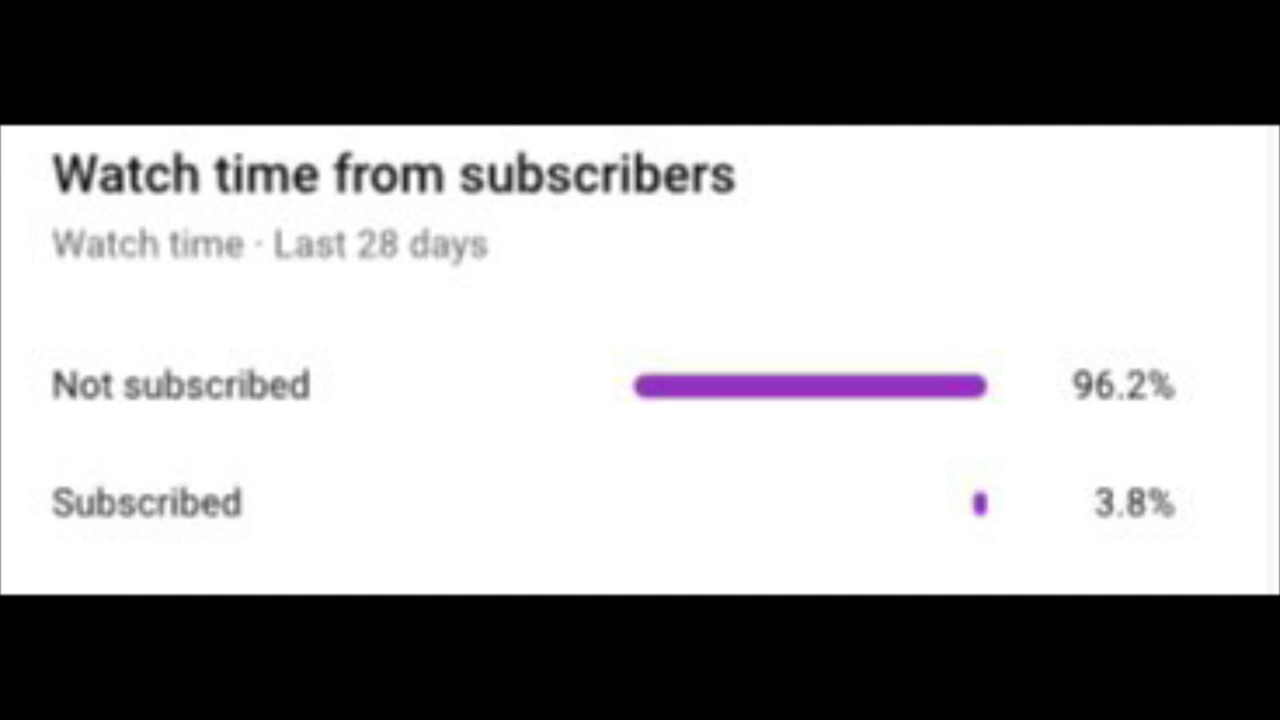 Watch time from subscribers
Watch time · Last 28 days
Not subscribed 96.2%
Subscribed 3.8%